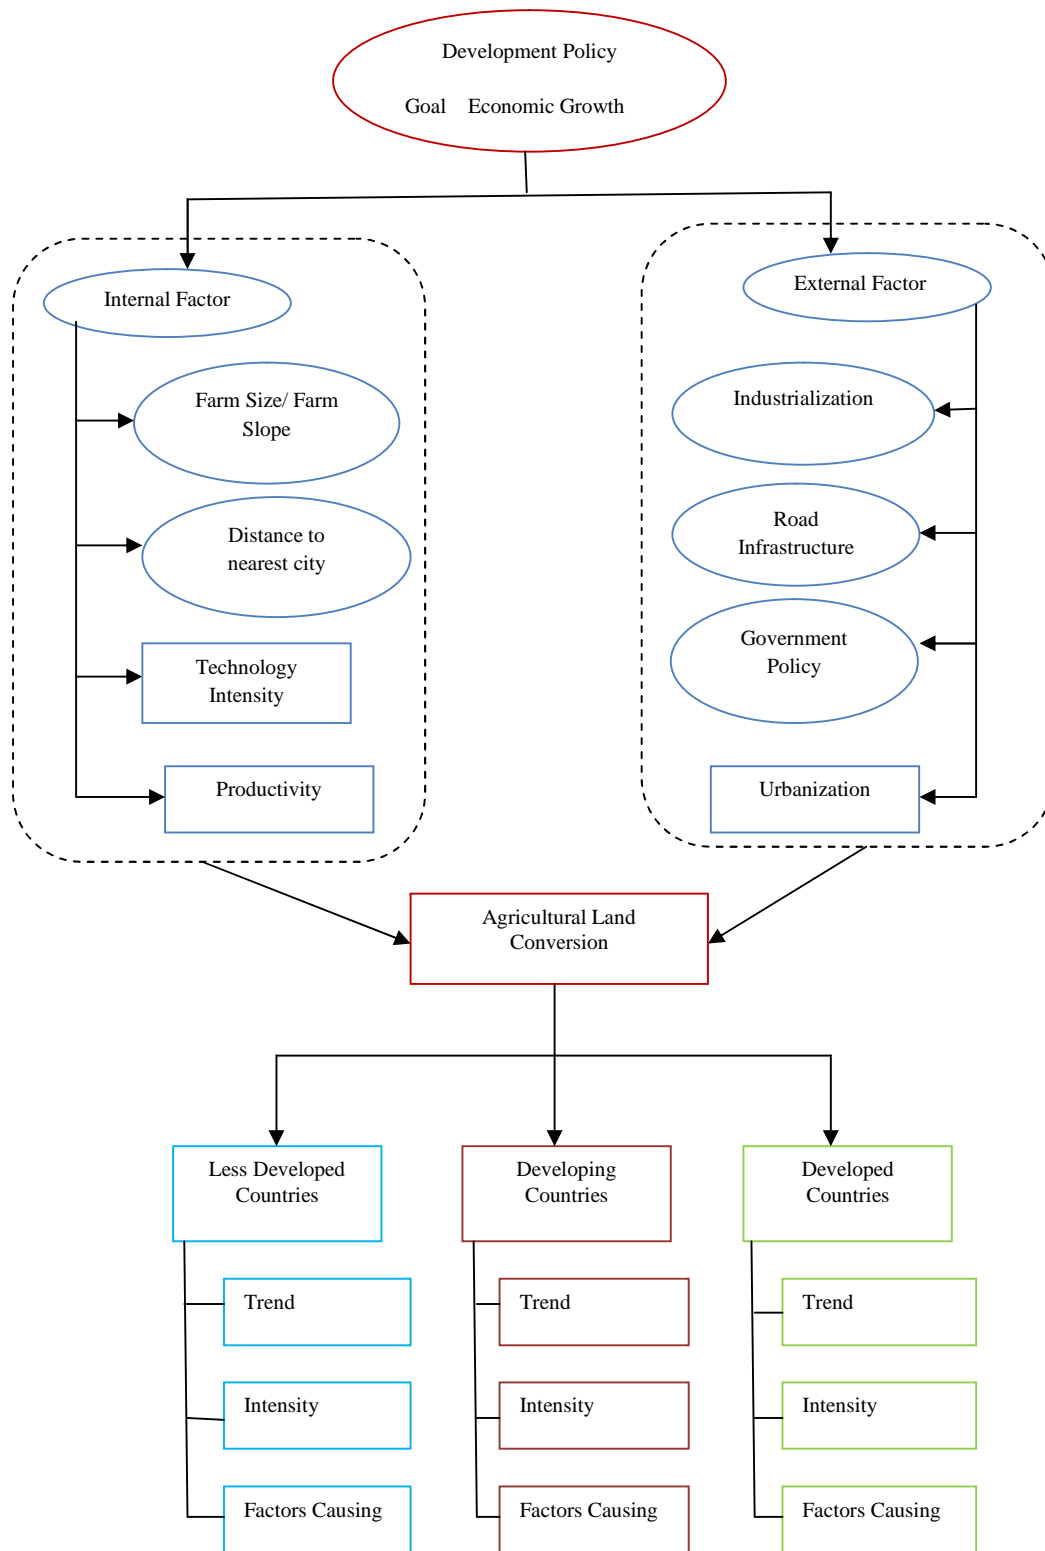 Development Policy
Goal Economic Growth
Internal Factor
Farm Size/ Farm
Slope
Distance to
nearest city
Technology
Intensity
Productivity
External Factor
Industrialization
Road
Infrastructure
Government
Policy
Urbanization
Agricultural Land
Conversion
Less Developed
Countries
Trend
Intensity
Factors Causing
Developing
Countries
Trend
Intensity
Factors Causing
Developed
Countries
Trend
Intensity
Factors Causing